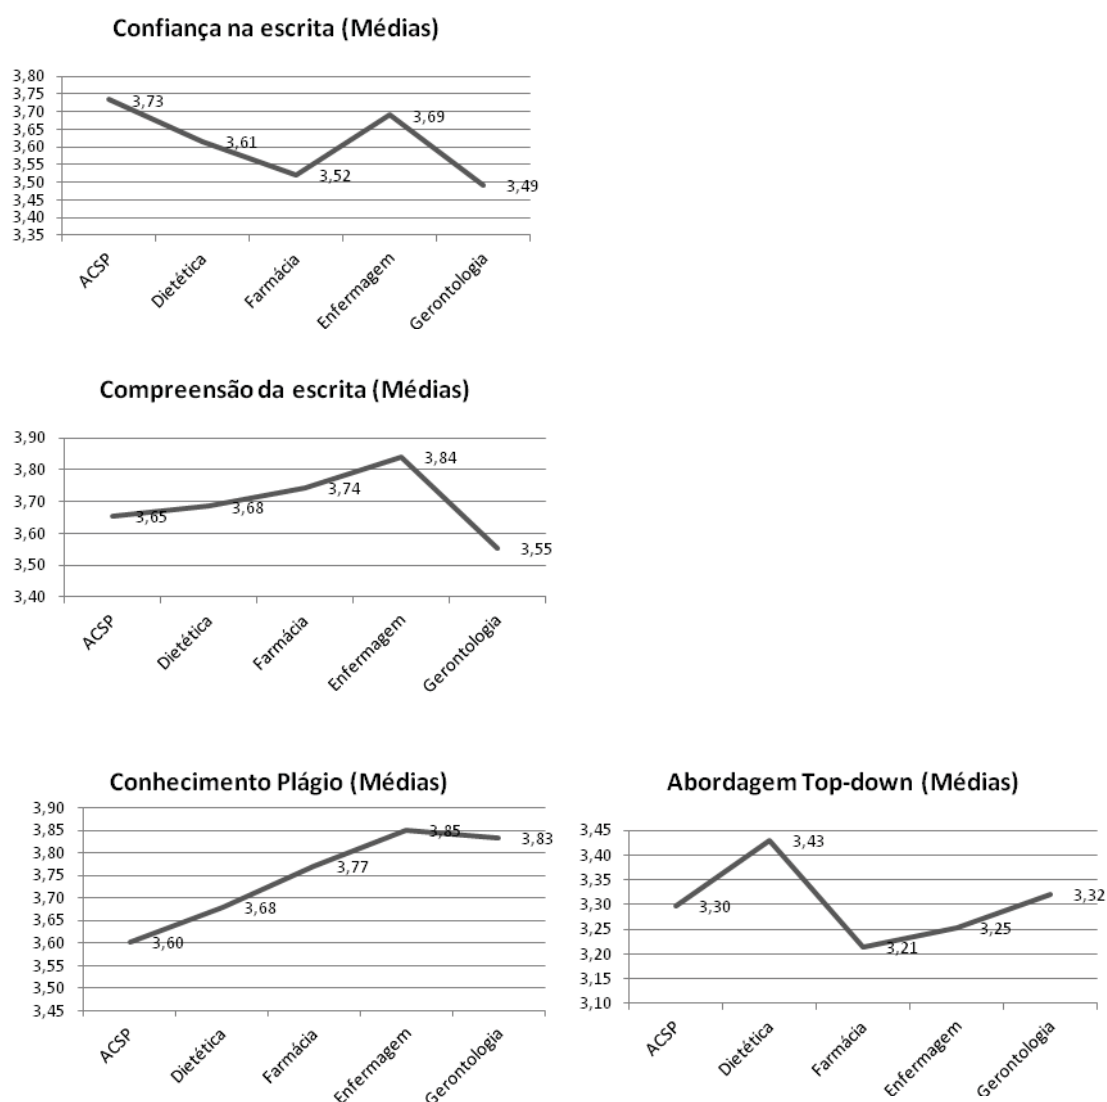 Confiança na escrita (Médias)
3,80
3,75
3,70
3,65
3,60
3,55
3,50
3,45
3,40
3,35
3,73
3,61
3,52
3,69
3,49
ACSP
Dietética
Farmácia
Enfermagem
Gerontologia
Compreensão da escrita (Médias)
3,90
3,80
3,70
3,60
3,50
3,40
3,65
3,68
3,74
3,84
3,55
ACSP
Dietética
Farmácia
Enfermagem
Gerontologia
Conhecimento Plágio (Médias)
3,90
3,85
3,80
3,75
3,70
3,65
3,60
3,55
3,50
3,45
3,60
3,68
3,77
3,85
3,83
ACSP
Dietética
Farmácia
Enfermagem
Gerontologia
Abordagem Top-down (Médias)
3,45
3,40
3,35
3,30
3,25
3,20
3,15
3,10
3,30
3,43
3,21
3,25
3,32
ACSP
Dietética
Farmácia
Enfermagem
Gerontologia